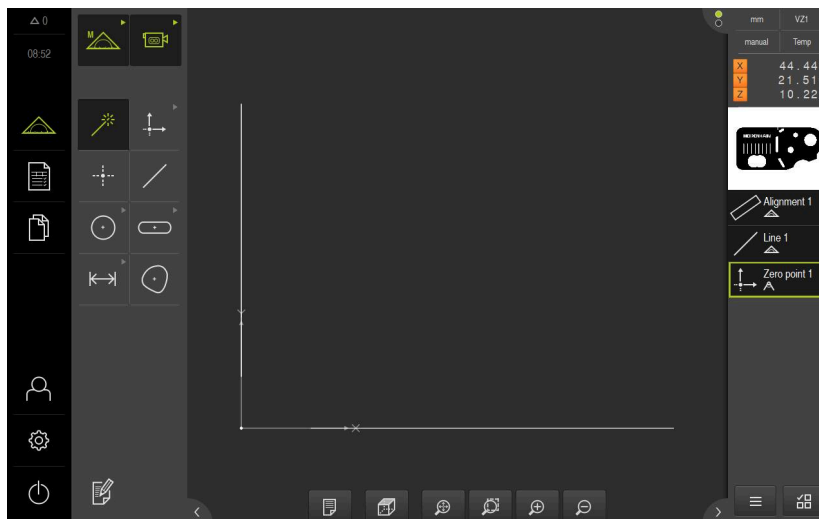 0
08:52
M
mm
VZ1
manual
Temp
X
44.44
Y
21.51
Z
10.22
HEIDENHAIN
Alignment 1
Line 1
Zero point 1
Y
X